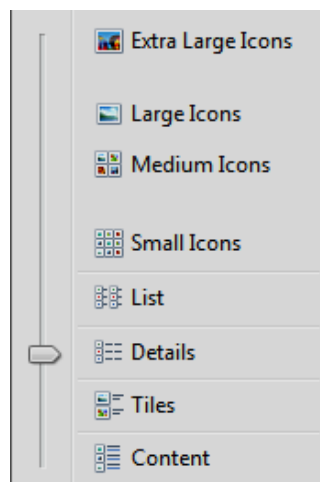 Extra Large Icons
Large Icons
Medium Icons
Small Icons
List
Details
Tiles
Content